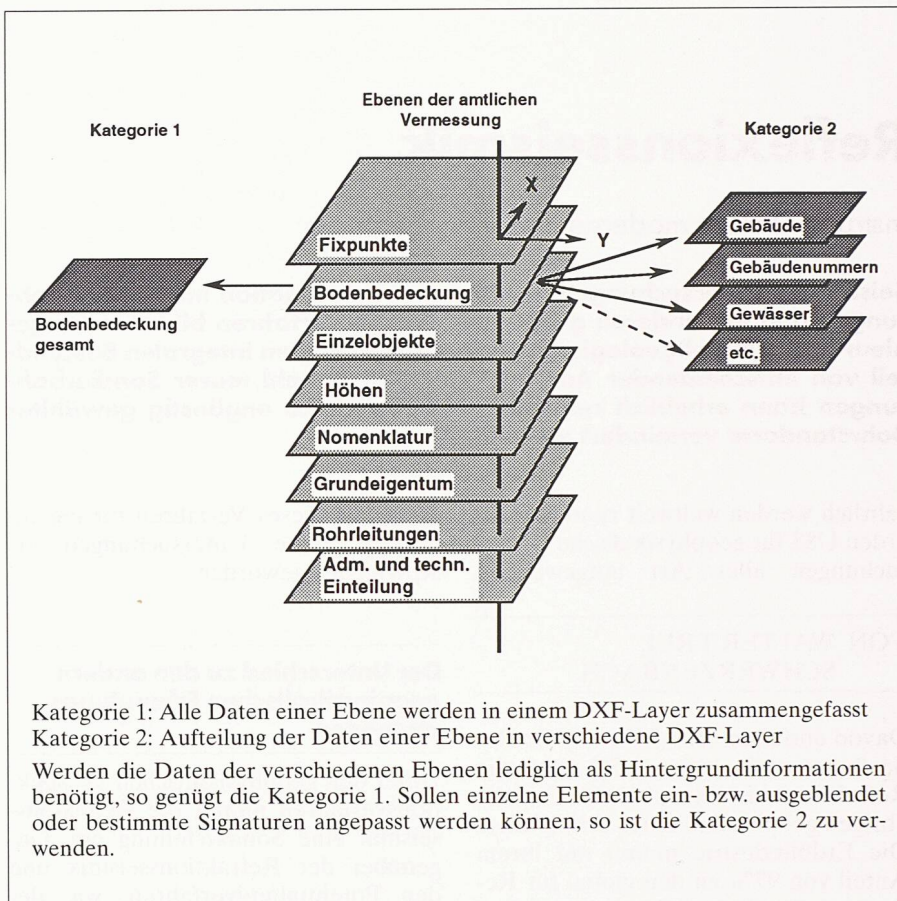 Ebenen der amtlichen
Vermessung
Kategorie 1
Kategorie 2
X
Y
Fixpunkte
Bodenbedeckung
Einzelobjekte
Höhen
Nomenklatur
Grundeigentum
Rohrleitungen
Adm. und techn.
Einteilung
Bodenbedeckung
gesamt
Gebäude
Gebäudenummern
Gewässer
etc.
Kategorie 1: Alle Daten einer Ebene werden in einem DXF-Layer zusammengefasst
Kategorie 2: Aufteilung der Daten einer Ebene in verschiedene DXF-Layer
Werden die Daten der verschiedenen Ebenen lediglich als Hintergrundinformationen
benötigt, so genügt die Kategorie 1. Sollen einzelne Elemente ein- bzw. ausgeblendet
oder bestimmte Signaturen angepasst werden können, so ist die Kategorie 2 zu ver-
wenden.